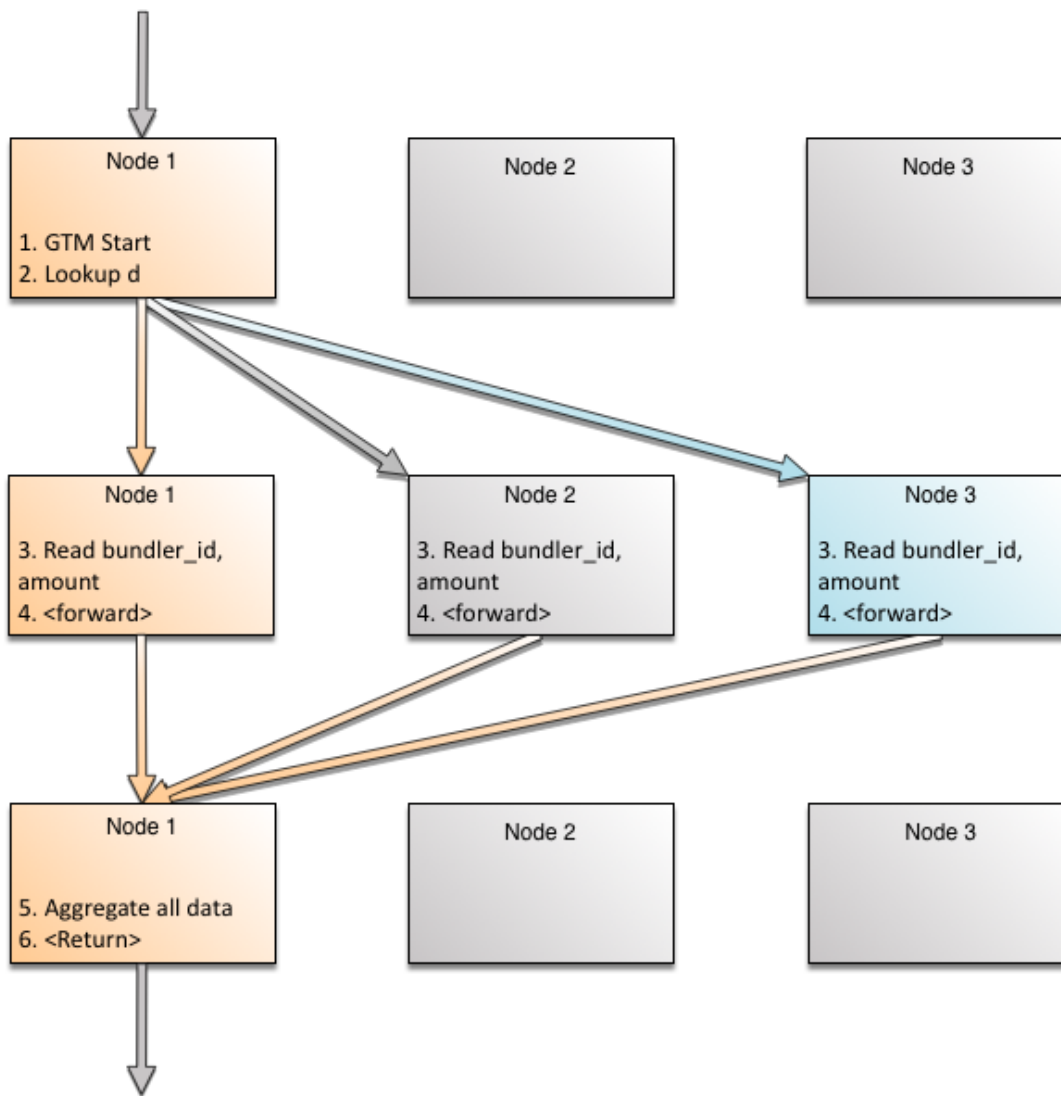 Node 1
1. GTM Start
2. Lookup d
Node 2
Node 3
Node 1
3. Read bundler_id,
amount
4. <forward>
Node 2
3. Read bundler_id,
amount
4. <forward>
Node 3
3. Read bundler_id,
amount
4. <forward>
Node 1
5. Aggregate all data
6. <Return>
Node 2
Node 3